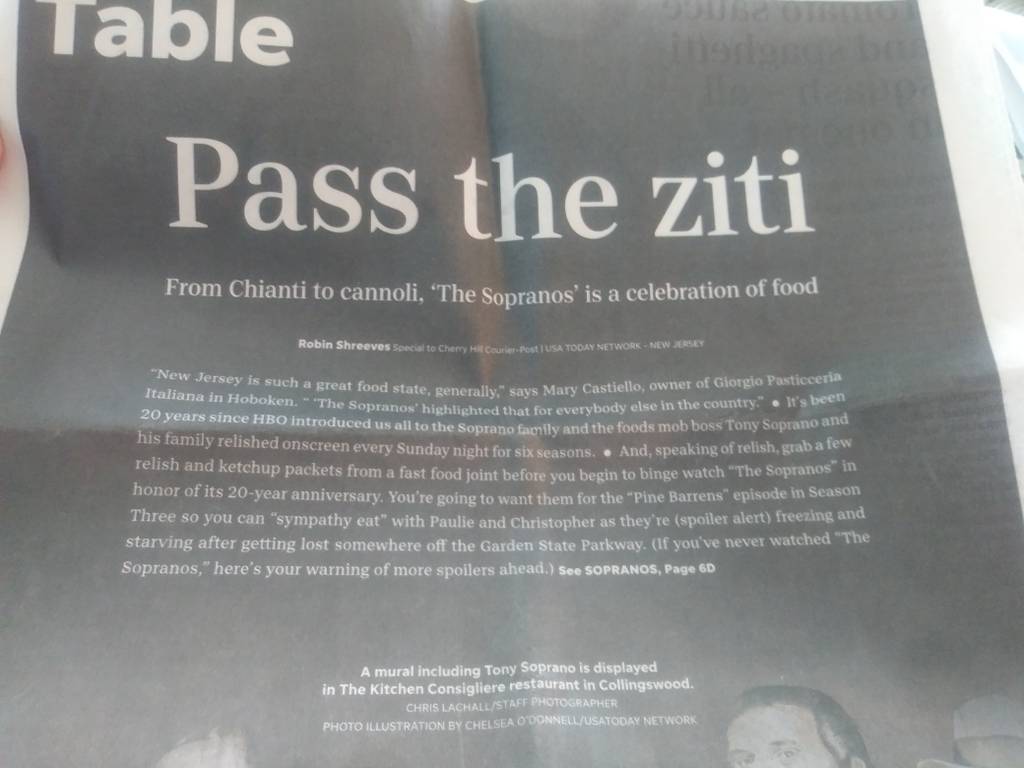 Table
Pass the ziti
From Chianti to cannoli, ‘The Sopranos’ is a celebration of food
Robin Shreeves Special to Cherry Hill Courier-Post | USA TODAY NETWORK - NEW JERSEY
“New Jersey is such a great food state, generally,” says Mary Castiello, owner of Giorgio Pasticceria
Italiana in Hoboken. “ ‘The Sopranos’ highlighted that for everybody else in the country.” ● It’s been
20 years since HBO introduced us all to the Soprano family and the foods mob boss Tony Soprano and
his family relished onscreen every Sunday night for six seasons. ● And, speaking of relish, grab a few
relish and ketchup packets from a fast food joint before you begin to binge watch “The Sopranos” in
honor of its 20-year anniversary. You’re going to want them for the “Pine Barrens” episode in Season
Three so you can “sympathy eat” with Paulie and Christopher as they’re (spoiler alert) freezing and
starving after getting lost somewhere off the Garden State Parkway. (If you’ve never watched “The
Sopranos,” here’s your warning of more spoilers ahead.) See SOPRANOS, Page 6D
A mural including Tony Soprano is displayed
in The Kitchen Consigliere restaurant in Collingswood.
CHRIS LACHALL/STAFF PHOTOGRAPHER
PHOTO ILLUSTRATION BY CHELSEA O’DONNELL/USATODAY NETWORK